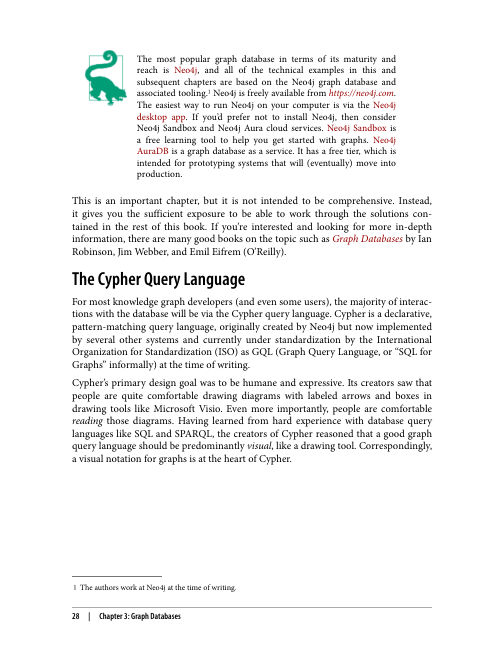 The most popular graph database in terms of its maturity and
reach is Neo4j, and all of the technical examples in this and
subsequent chapters are based on the Neo4j graph database and
associated tooling.1 Neo4j is freely available from https://neo4j.com.
The easiest way to run Neo4j on your computer is via the Neo4j
desktop app. If you’d prefer not to install Neo4j, then consider
Neo4j Sandbox and Neo4j Aura cloud services. Neo4j Sandbox is
a free learning tool to help you get started with graphs. Neo4j
AuraDB is a graph database as a service. It has a free tier, which is
intended for prototyping systems that will (eventually) move into
production.
This is an important chapter, but it is not intended to be comprehensive. Instead,
it gives you the sufficient exposure to be able to work through the solutions con-
tained in the rest of this book. If you’re interested and looking for more in-depth
information, there are many good books on the topic such as Graph Databases by Ian
Robinson, Jim Webber, and Emil Eifrem (O’Reilly).
The Cypher Query Language
For most knowledge graph developers (and even some users), the majority of interac-
tions with the database will be via the Cypher query language. Cypher is a declarative,
pattern-matching query language, originally created by Neo4j but now implemented
by several other systems and currently under standardization by the International
Organization for Standardization (ISO) as GQL (Graph Query Language, or “SQL for
Graphs” informally) at the time of writing.
Cypher’s primary design goal was to be humane and expressive. Its creators saw that
people are quite comfortable drawing diagrams with labeled arrows and boxes in
drawing tools like Microsoft Visio. Even more importantly, people are comfortable
reading those diagrams. Having learned from hard experience with database query
languages like SQL and SPARQL, the creators of Cypher reasoned that a good graph
query language should be predominantly visual, like a drawing tool. Correspondingly,
a visual notation for graphs is at the heart of Cypher.
1 The authors work at Neo4j at the time of writing.
28 | Chapter 3: Graph Databases